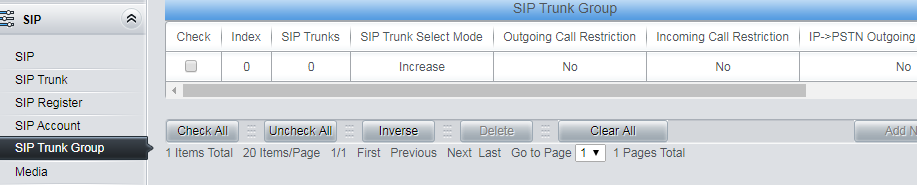 SIP
SIP
SIP Trunk
SIP Register
SIP Account
SIP Trunk Group
Media
SIP Trunk Group
Check Index SIP Trunks SIP Trunk Select Mode Outgoing Call Restriction Incoming Call Restriction IP->PSTN Outgoing
0 0 Increase No No No
Check All Uncheck All Inverse Delete Clear All Add N
1 Items Total 20 Items/Page 1/1 First Previous Next Last Go to Page 1 1 Pages Total